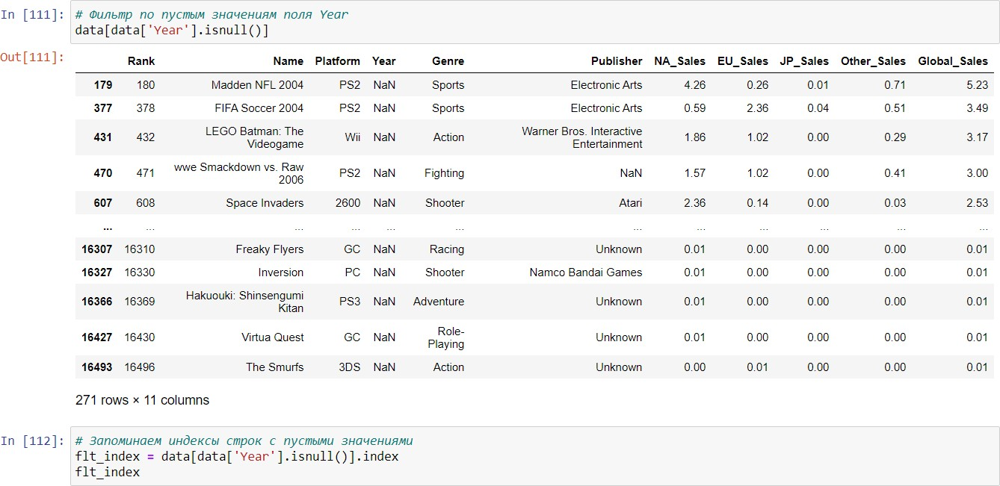 In [111]: # Фильтр по пустым значениям поля Year
data[data['Year'].isnull()]
Out[111]:
Rank Name Platform Year Genre Publisher NA_Sales EU_Sales JP_Sales Other_Sales Global_Sales
179 180 Madden NFL 2004 PS2 NaN Sports Electronic Arts 4.26 0.26 0.01 0.71 5.23
377 378 FIFA Soccer 2004 PS2 NaN Sports Electronic Arts 0.59 2.36 0.04 0.51 3.49
431 432 LEGO Batman: The Videogame Wii NaN Action Warner Bros. Interactive Entertainment 1.86 1.02 0.00 0.29 3.17
470 471 wwe Smackdown vs. Raw 2006 PS2 NaN Fighting NaN 1.57 1.02 0.00 0.41 3.00
607 608 Space Invaders 2600 NaN Shooter Atari 2.36 0.14 0.00 0.03 2.53
... ... ... ... ... ... ... ... ... ... ... ...
16307 16310 Freaky Flyers GC NaN Racing Unknown 0.01 0.00 0.00 0.00 0.01
16327 16330 Inversion PC NaN Shooter Namco Bandai Games 0.01 0.00 0.00 0.00 0.01
16366 16369 Hakuouki: Shinsengumi Kitan PS3 NaN Adventure Unknown 0.01 0.00 0.00 0.00 0.01
16427 16430 Virtua Quest GC NaN Role-Playing Unknown 0.01 0.00 0.00 0.00 0.01
16493 16496 The Smurfs 3DS NaN Action Unknown 0.00 0.01 0.00 0.00 0.01
271 rows × 11 columns
In [112]: # Запоминаем индексы строк с пустыми значениями
flt_index = data[data['Year'].isnull()].index
flt_index